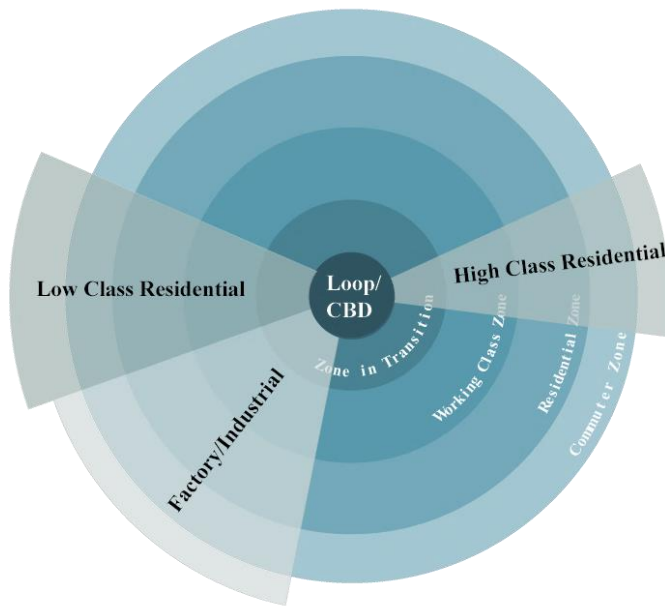 High Class Residential
Loop/
CBD
Low Class Residential
Zone in Transition
Working Class Zone
Residential Zone
Commuter Zone
Factory/Industrial